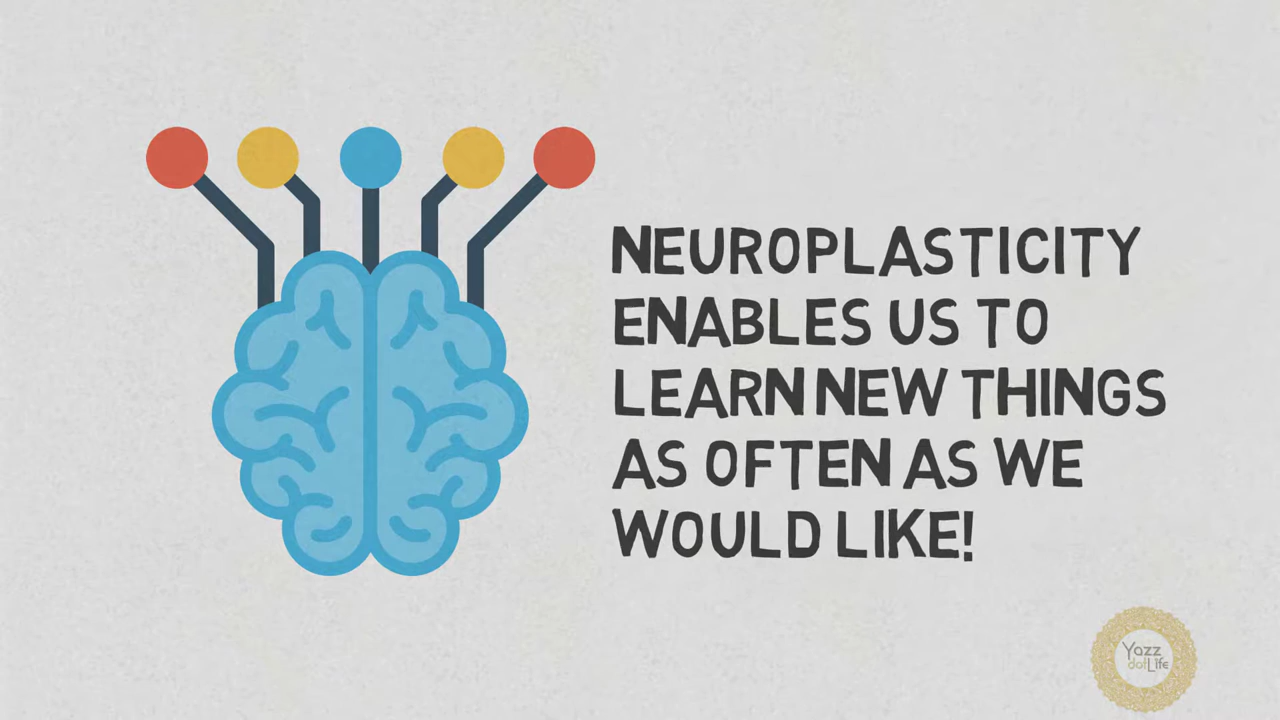 NEUROPLASTICITY
ENABLES US TO
LEARN NEW THINGS
AS OFTEN AS WE
WOULD LIKE!
Yazz
dotLife